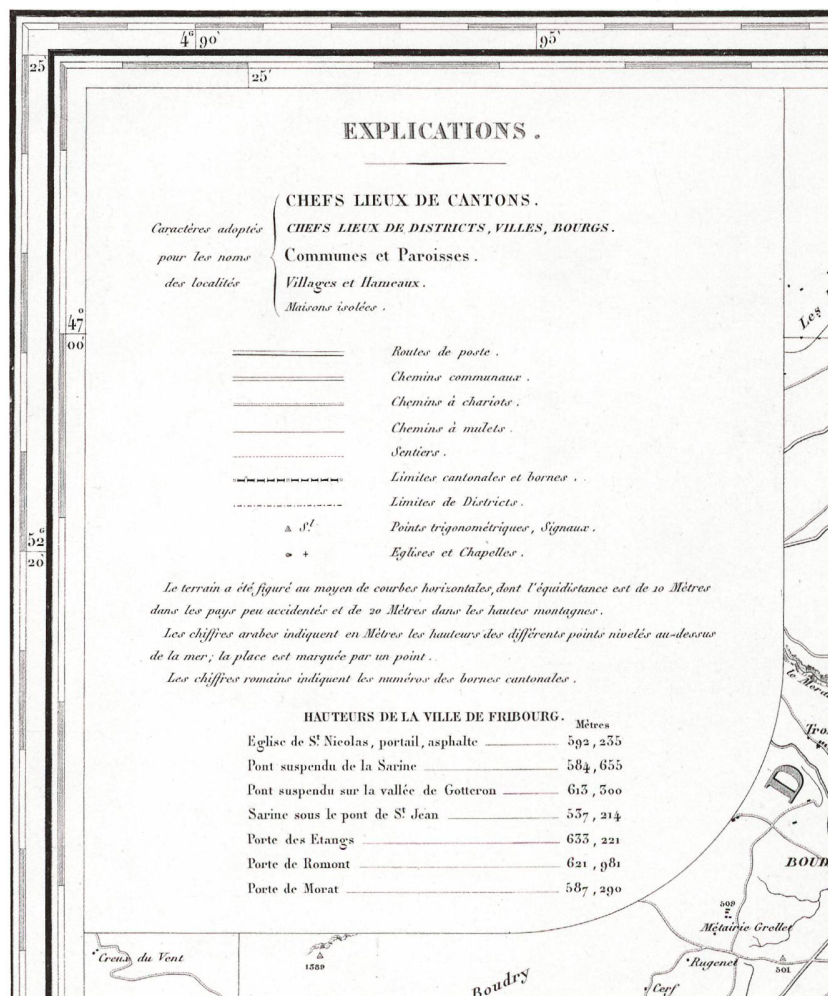 4ᴳ 90′
95′
25′
25′
EXPLICATIONS.
Caractères adoptés
pour les noms
des localités
CHEFS LIEUX DE CANTONS.
CHEFS LIEUX DE DISTRICTS, VILLES, BOURGS.
Communes et Paroisses.
Villages et Hameaux.
Maisons isolées.
47°
00′
Les
Routes de poste.
Chemins communaux.
Chemins à chariots.
Chemins à mulets.
Sentiers.
Limites cantonales et bornes.
Limites de Districts.
Sl Points trigonométriques, Signaux.
Eglises et Chapelles.
52ᴳ
20′
Le terrain a été figuré au moyen de courbes horizontales, dont l'équidistance est de 10 Mètres
dans les pays peu accidentés et de 20 Mètres dans les hautes montagnes.
Les chiffres arabes indiquent en Mètres les hauteurs des différents points nivelés au-dessus
de la mer; la place est marquée par un point.
Les chiffres romains indiquent les numéros des bornes cantonales.
HAUTEURS DE LA VILLE DE FRIBOURG.
Mètres
Eglise de St Nicolas, portail, asphalte 592,235
Pont suspendu de la Sarine 584,655
Pont suspendu sur la vallée de Gotteron 613,300
Sarine sous le pont de St Jean 537,214
Porte des Etangs 633,221
Porte de Romont 621,981
Porte de Morat 587,290
D
BOUD
509
Métairie Grellet
Creux du Vent
1389
Rugenet
501
Boudry
Cerf